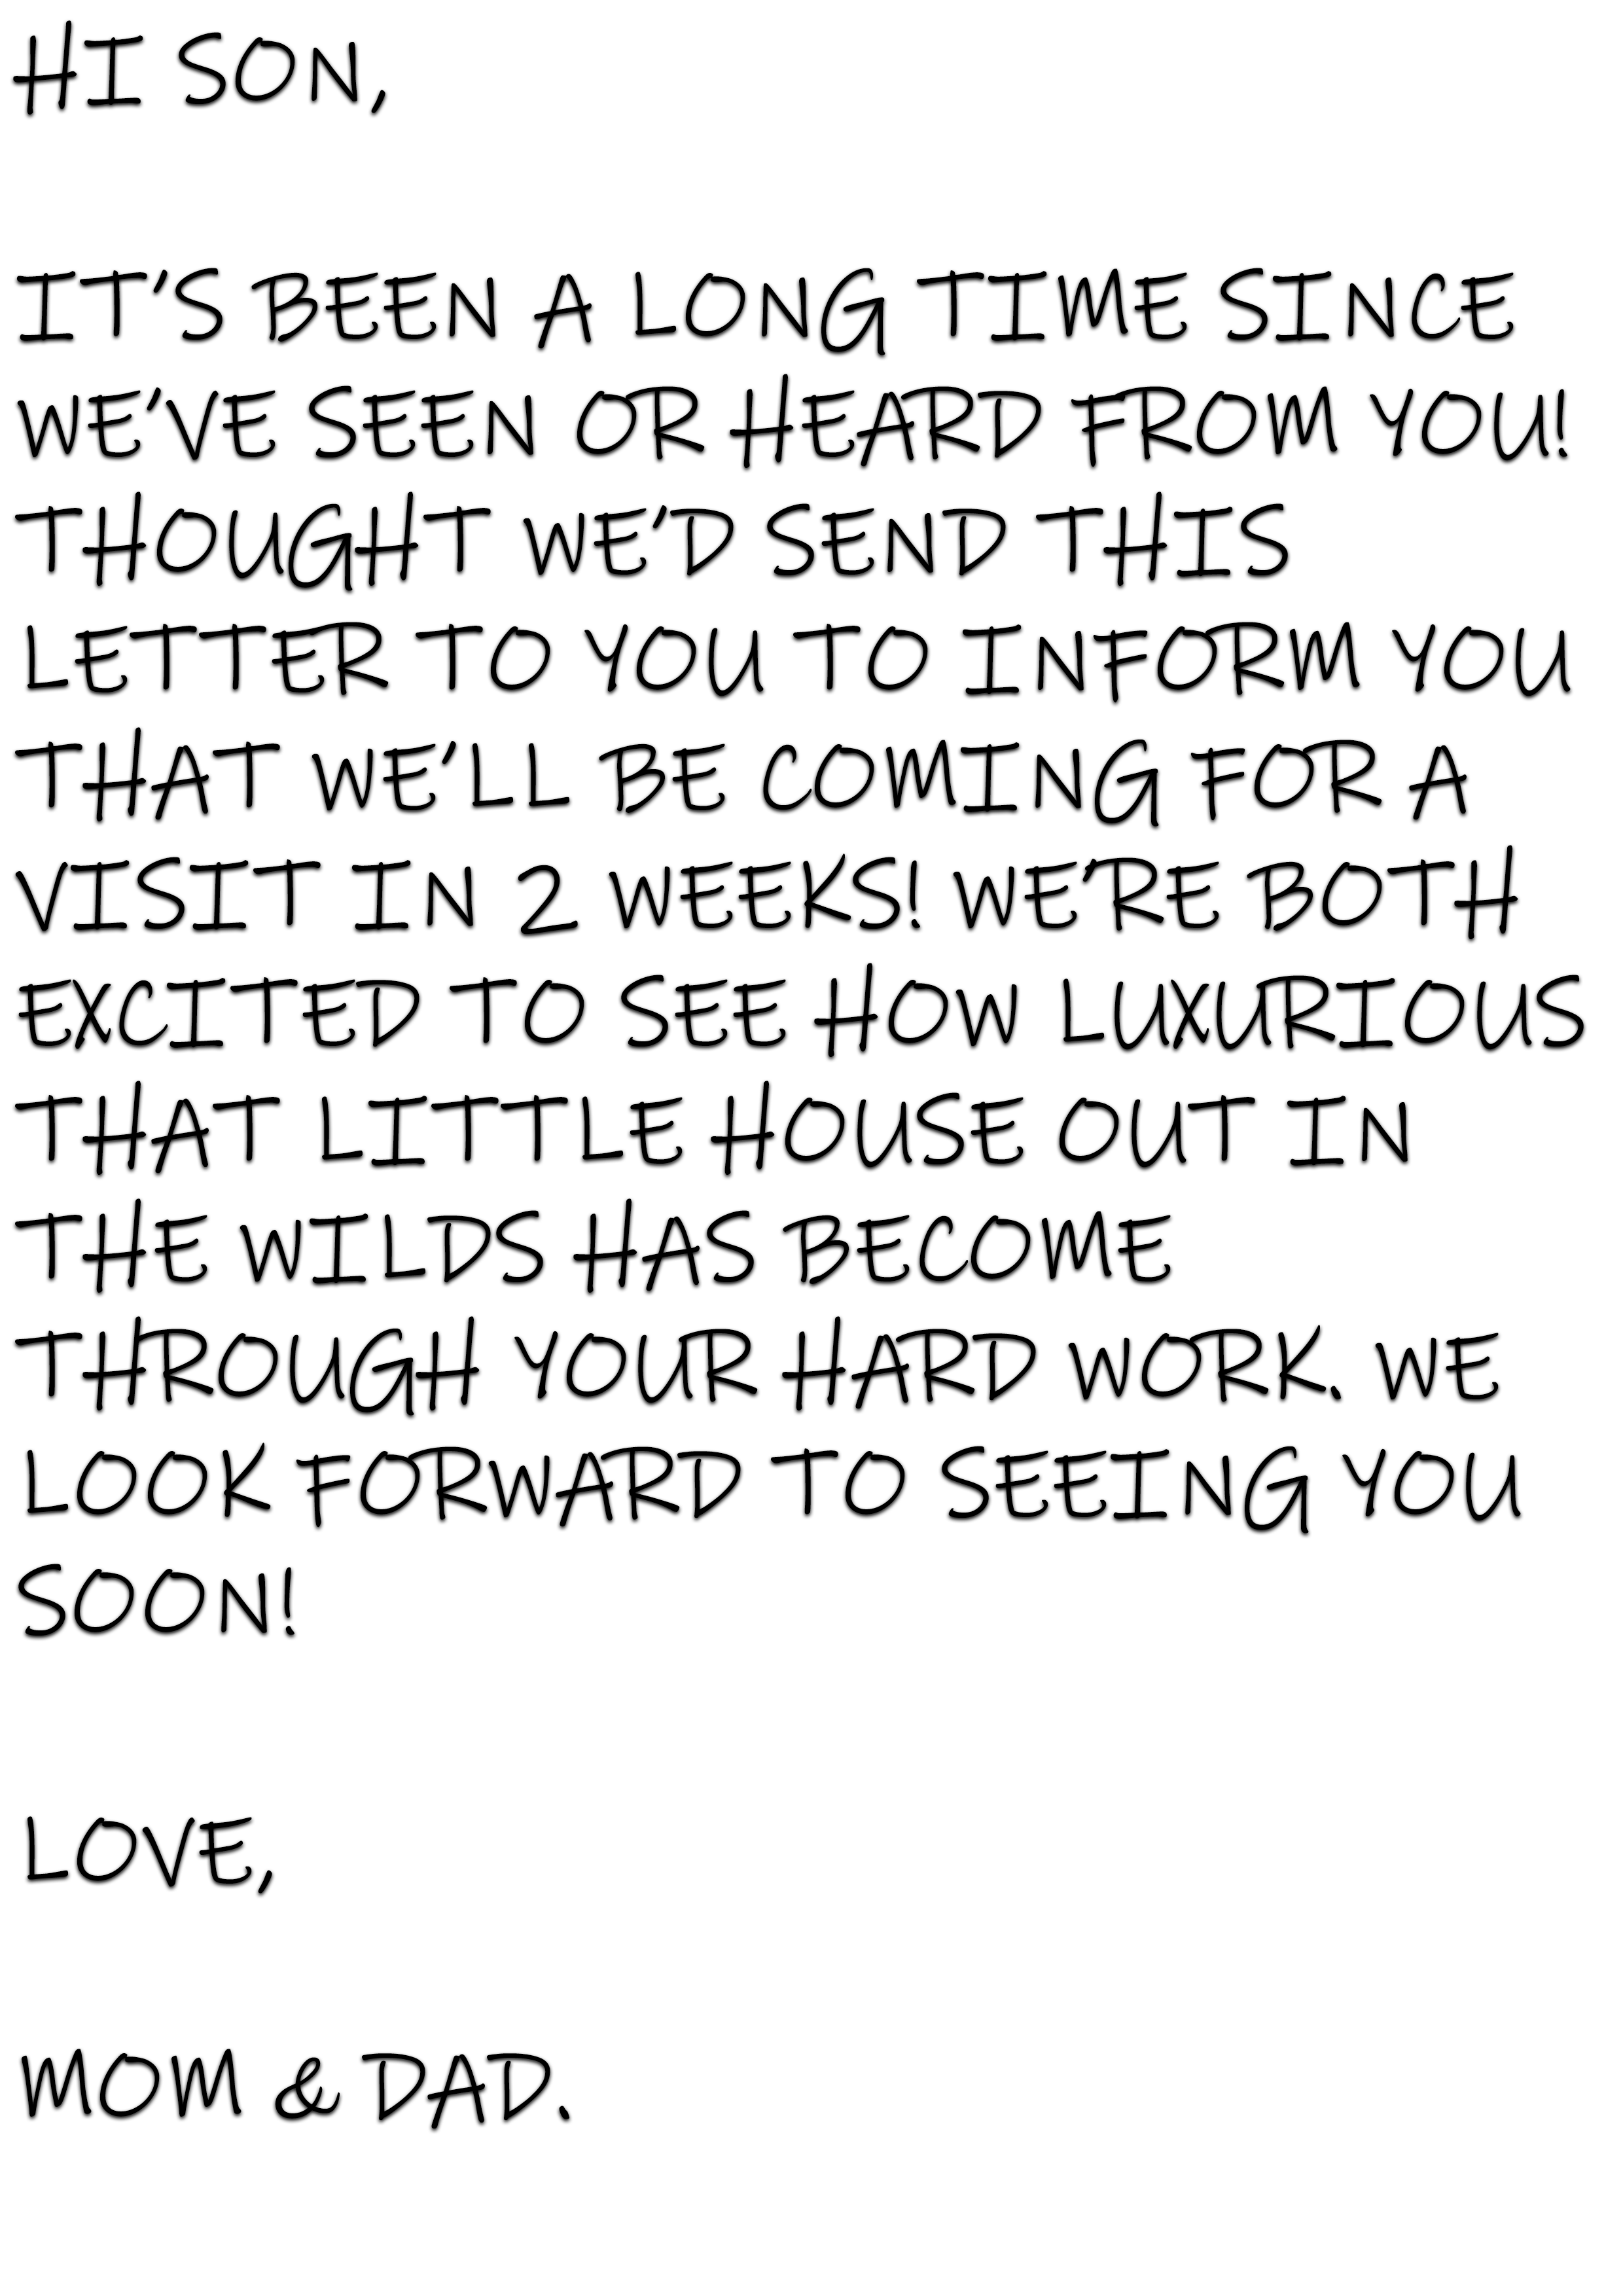 HI SON,
IT'S BEEN A LONG TIME SINCE
WE'VE SEEN OR HEARD FROM YOU!
THOUGHT WE'D SEND THIS
LETTER TO YOU TO INFORM YOU
THAT WE'LL BE COMING FOR A
VISIT IN 2 WEEKS! WE'RE BOTH
EXCITED TO SEE HOW LUXURIOUS
THAT LITTLE HOUSE OUT IN
THE WILDS HAS BECOME
THROUGH YOUR HARD WORK. WE
LOOK FORWARD TO SEEING YOU
SOON!
LOVE,
MOM & DAD.